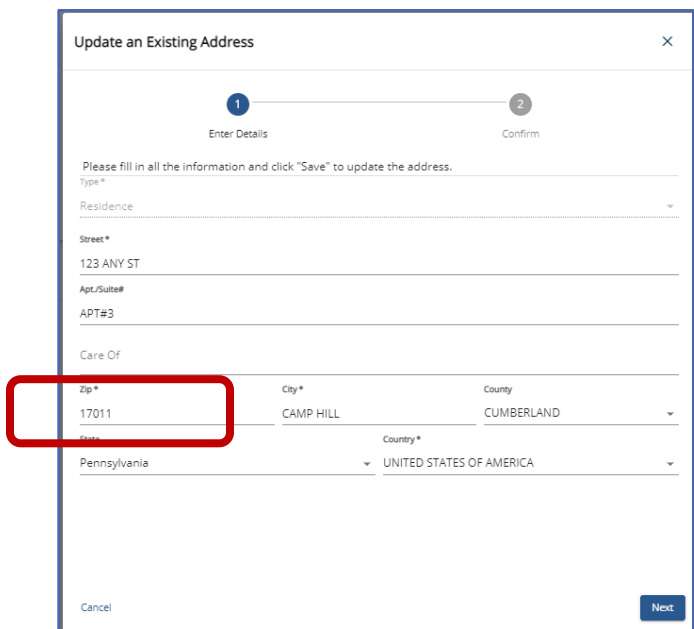 Update an Existing Address
1
2
Enter Details
Confirm
Please fill in all the information and click "Save" to update the address.
Type *
Residence
Street *
123 ANY ST
Apt./Suite#
APT#3
Care Of
Zip * City * County
17011 CAMP HILL CUMBERLAND
State Country *
Pennsylvania UNITED STATES OF AMERICA
Cancel Next